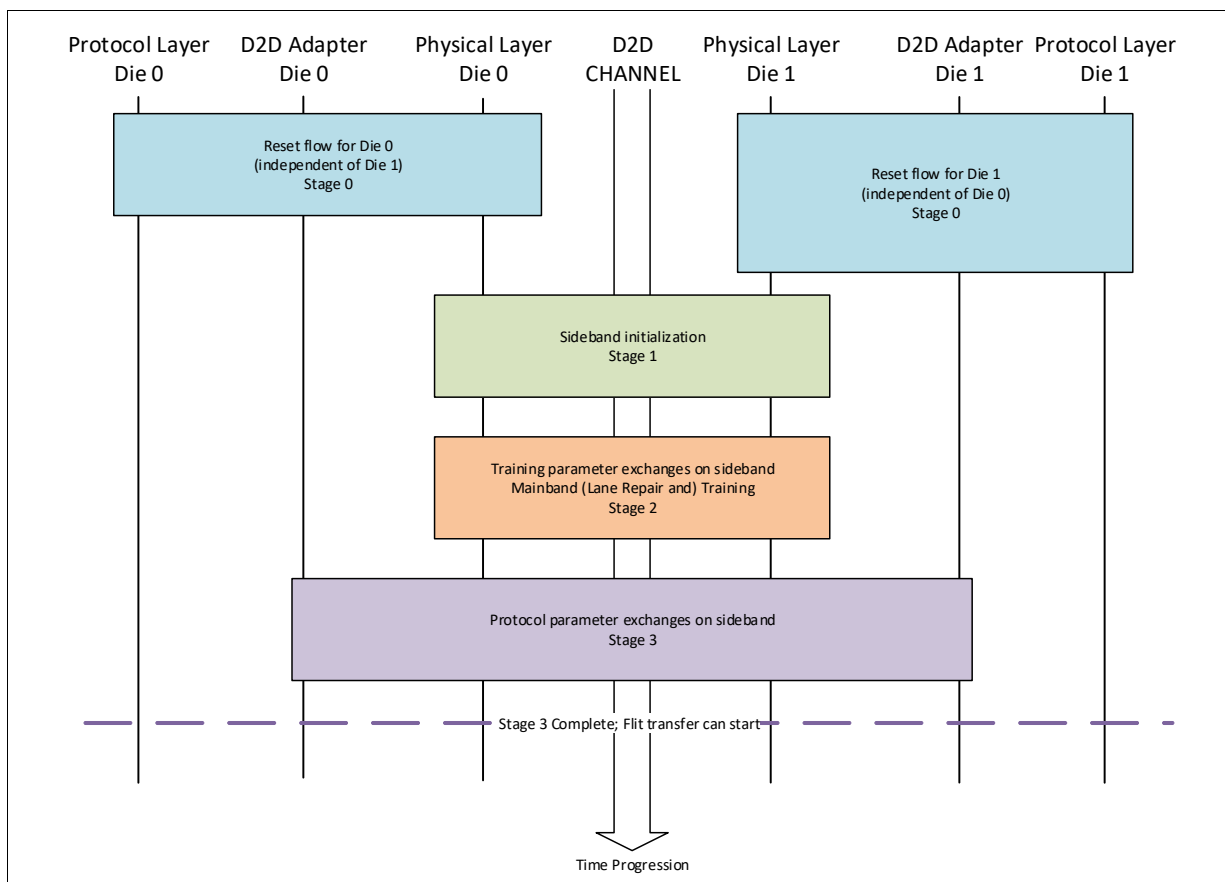 Protocol Layer
Die 0
D2D Adapter
Die 0
Physical Layer
Die 0
D2D
CHANNEL
Physical Layer
Die 1
D2D Adapter
Die 1
Protocol Layer
Die 1
Reset flow for Die 0
(independent of Die 1)
Stage 0
Reset flow for Die 1
(independent of Die 0)
Stage 0
Sideband initialization
Stage 1
Training parameter exchanges on sideband
Mainband (Lane Repair and) Training
Stage 2
Protocol parameter exchanges on sideband
Stage 3
Stage 3 Complete; Flit transfer can start
Time Progression